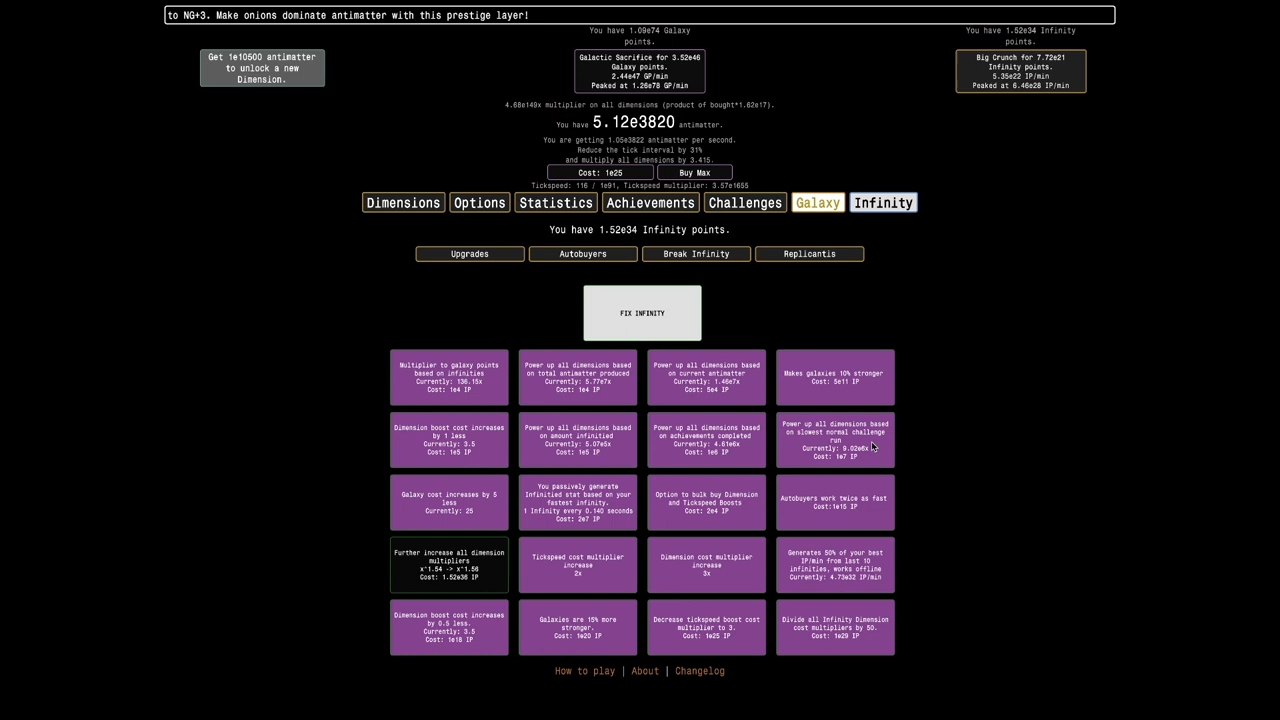 to NG+3. Make onions dominate antimatter with this prestige layer!
You have 1.09e74 Galaxy
points.
You have 1.52e34 Infinity
points.
Get 1e10500 antimatter
to unlock a new
Dimension.
Galactic Sacrifice for 3.52e46
Galaxy points.
2.44e47 GP/min
Peaked at 1.26e78 GP/min
Big Crunch for 7.72e21
Infinity points.
5.35e22 IP/min
Peaked at 6.46e28 IP/min
4.68e149x multiplier on all dimensions (product of bought*1.62e17).
You have 5.12e3820 antimatter.
You are getting 1.05e3822 antimatter per second.
Reduce the tick interval by 31%
and multiply all dimensions by 3.415.
Cost: 1e25
Buy Max
Tickspeed: 116 / 1e91, Tickspeed multiplier: 3.57e1655
Dimensions
Options
Statistics
Achievements
Challenges
Galaxy
Infinity
You have 1.52e34 Infinity points.
Upgrades
Autobuyers
Break Infinity
Replicantis
FIX INFINITY
Multiplier to galaxy points
based on infinities
Currently: 136.15x
Cost: 1e4 IP
Power up all dimensions based
on total antimatter produced
Currently: 5.77e7x
Cost: 1e4 IP
Power up all dimensions based
on current antimatter
Currently: 1.46e7x
Cost: 5e4 IP
Makes galaxies 10% stronger
Cost: 5e11 IP
Dimension boost cost increases
by 1 less
Currently: 3.5
Cost: 1e5 IP
Power up all dimensions based
on amount infinitied
Currently: 5.07e5x
Cost: 1e5 IP
Power up all dimensions based
on achievements completed
Currently: 4.61e6x
Cost: 1e6 IP
Power up all dimensions based
on slowest normal challenge
run
Currently: 9.02e6x
Cost: 1e7 IP
Galaxy cost increases by 5
less
Currently: 25
You passively generate
Infinitied stat based on your
fastest infinity.
1 Infinity every 0.140 seconds
Cost: 2e7 IP
Option to bulk buy Dimension
and Tickspeed Boosts
Cost: 2e4 IP
Autobuyers work twice as fast
Cost:1e15 IP
Further increase all dimension
multipliers
x^1.54 -> x^1.56
Cost: 1.52e36 IP
Tickspeed cost multiplier
increase
2x
Dimension cost multiplier
increase
3x
Generates 50% of your best
IP/min from last 10
infinities, works offline
Currently: 4.73e32 IP/min
Dimension boost cost increases
by 0.5 less.
Currently: 3.5
Cost: 1e18 IP
Galaxies are 15% more
stronger.
Cost: 1e20 IP
Decrease tickspeed boost cost
multiplier to 3.
Cost: 1e25 IP
Divide all Infinity Dimension
cost multipliers by 50.
Cost: 1e29 IP
How to play | About | Changelog